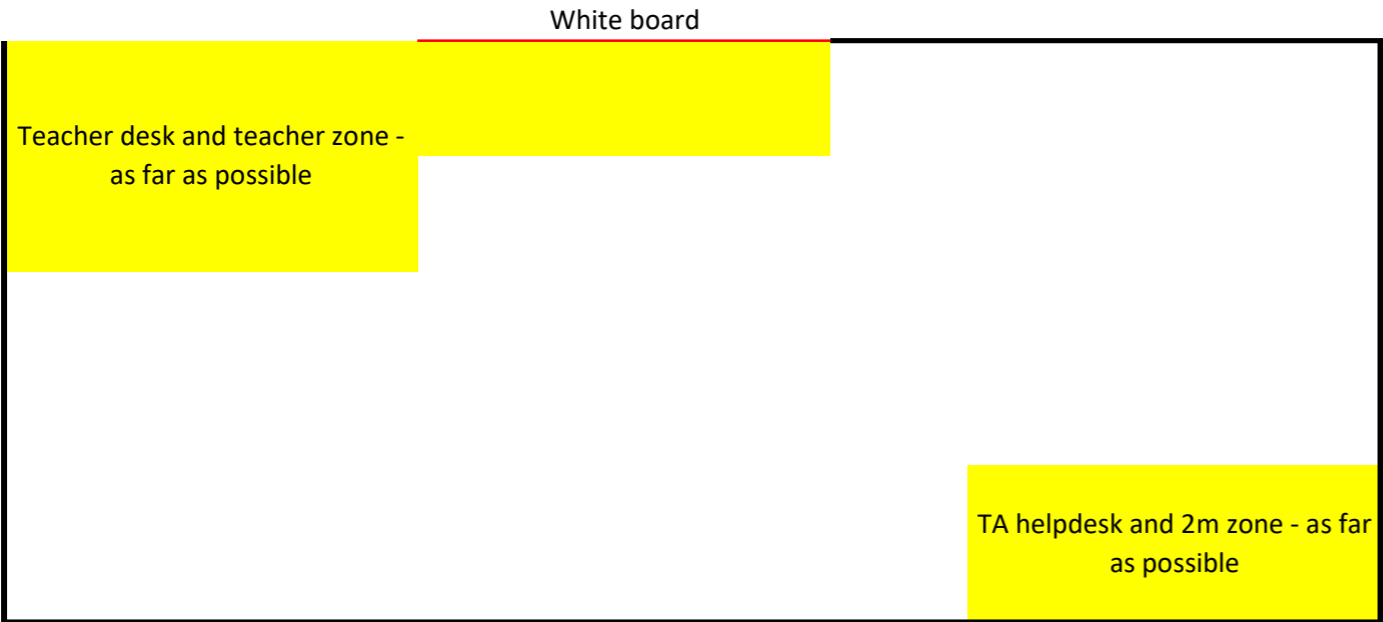 White board
Teacher desk and teacher zone -
as far as possible
TA helpdesk and 2m zone - as far
as possible